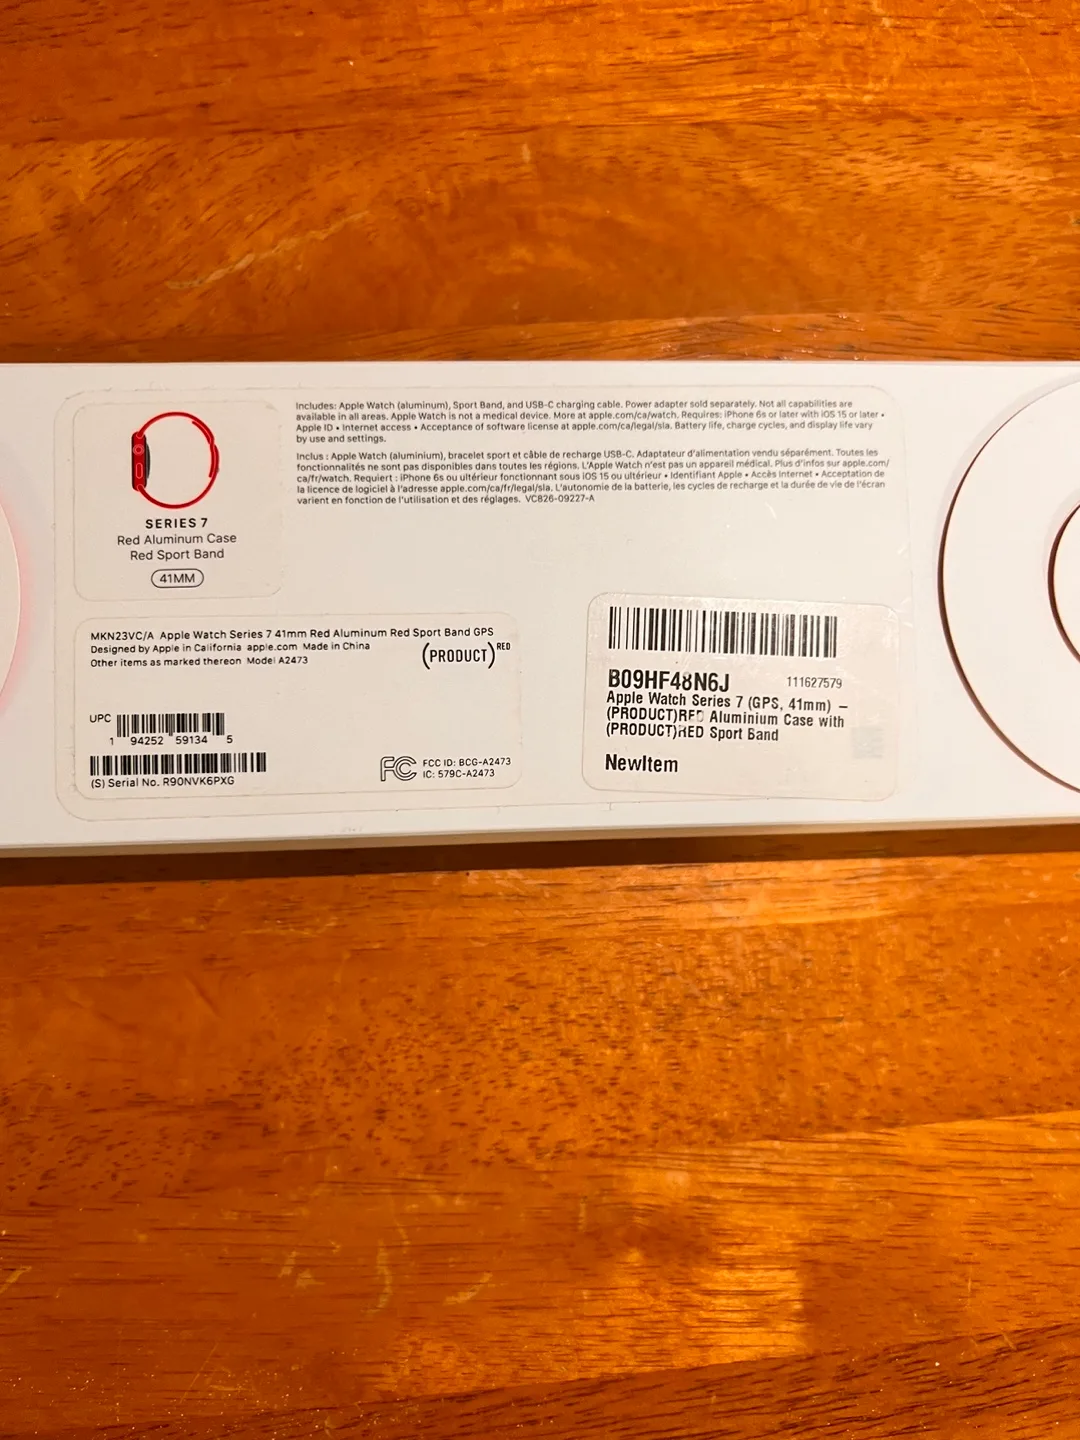 Includes: Apple Watch (aluminum), Sport Band, and USB-C charging cable. Power adapter sold separately. Not all capabilities are
available in all areas. Apple Watch is not a medical device. More at apple.com/ca/watch. Requires: iPhone 6s or later with iOS 15 or later •
Apple ID • Internet access • Acceptance of software license at apple.com/ca/legal/sla. Battery life, charge cycles, and display life vary
by use and settings.
Inclus : Apple Watch (aluminium), bracelet sport et câble de recharge USB-C. Adaptateur d'alimentation vendu séparément. Toutes les
fonctionnalités ne sont pas disponibles dans toutes les régions. L'Apple Watch n'est pas un appareil médical. Plus d'infos sur apple.com/
ca/fr/watch. Requiert : iPhone 6s ou ultérieur fonctionnant sous iOS 15 ou ultérieur • Identifiant Apple • Accès Internet • Acceptation de
la licence de logiciel à l'adresse apple.com/ca/fr/legal/sla. L'autonomie de la batterie, les cycles de recharge et la durée de vie de l'écran
varient en fonction de l'utilisation et des réglages. VC826-09227-A
SERIES 7
Red Aluminum Case
Red Sport Band
41MM
MKN23VC/A Apple Watch Series 7 41mm Red Aluminum Red Sport Band GPS
Designed by Apple in California apple.com Made in China
Other items as marked thereon Model A2473
(PRODUCT)RED
UPC
1 94252 59134 5
(S) Serial No. R90NVK6PXG
FC
FCC ID: BCG-A2473
IC: 579C-A2473
B09HF48N6J 111627579
Apple Watch Series 7 (GPS, 41mm) –
(PRODUCT)RED Aluminium Case with
(PRODUCT)RED Sport Band
NewItem